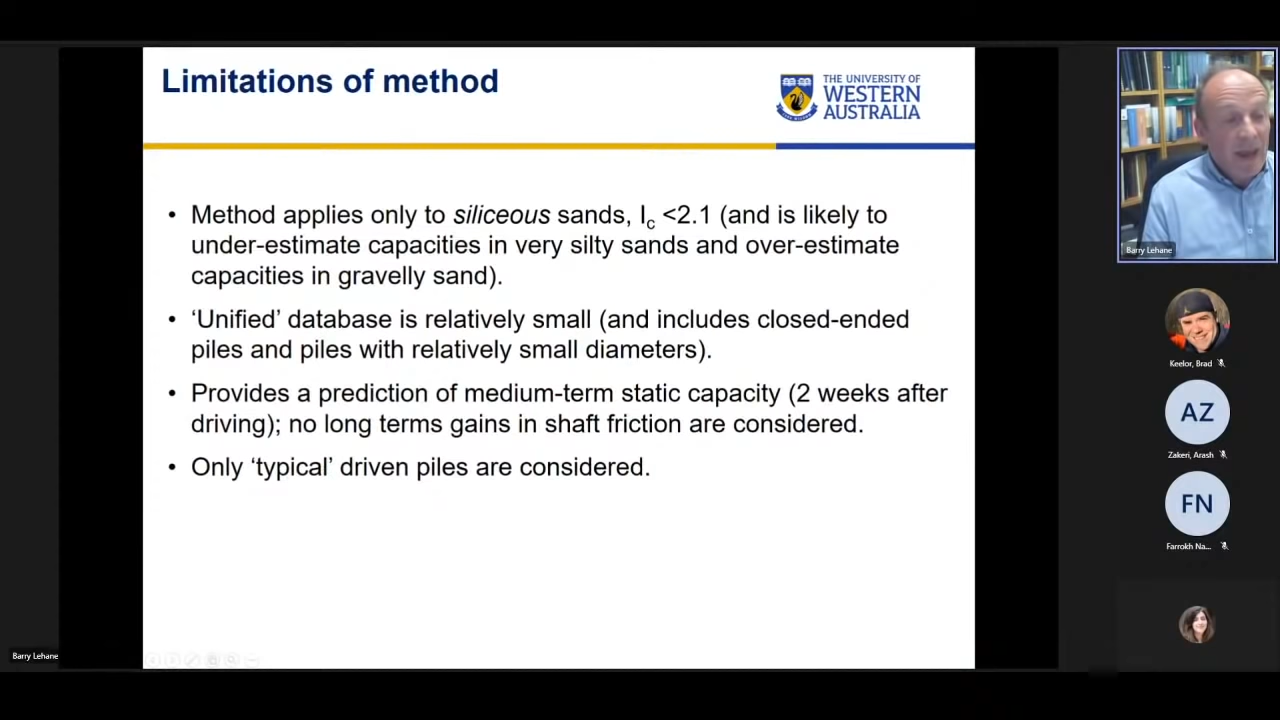 Limitations of method
THE UNIVERSITY OF
WESTERN
AUSTRALIA
• Method applies only to siliceous sands, Ic <2.1 (and is likely to
under-estimate capacities in very silty sands and over-estimate
capacities in gravelly sand).
• ‘Unified’ database is relatively small (and includes closed-ended
piles and piles with relatively small diameters).
• Provides a prediction of medium-term static capacity (2 weeks after
driving); no long terms gains in shaft friction are considered.
• Only ‘typical’ driven piles are considered.
Barry Lehane
Keelor, Brad
AZ
Zakeri, Arash
FN
Farrokh Na...
Barry Lehane